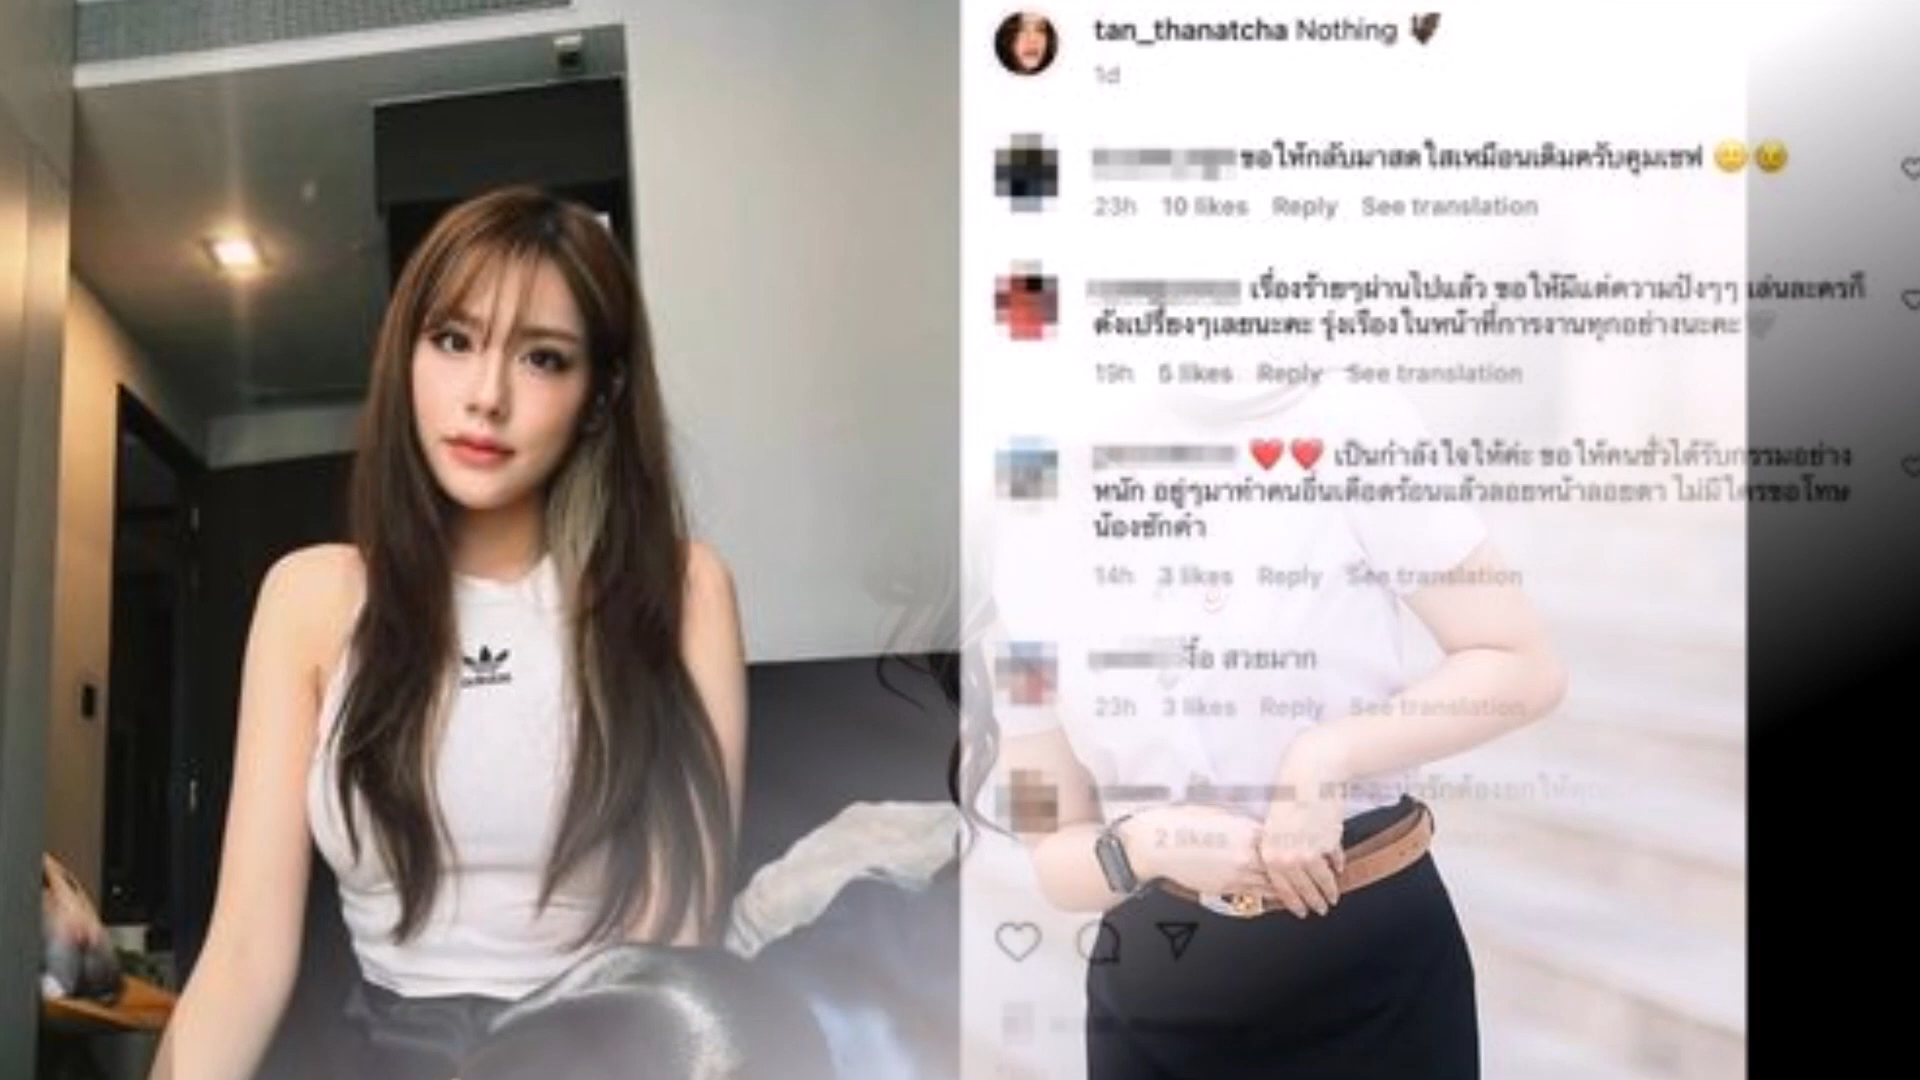 tan_thanatcha Nothing
1d
ขอให้กลับมาสดใสเหมือนเดิมครับคูมเชฟ
23h 10 likes Reply See translation
เรื่องร้ายๆผ่านไปแล้ว ขอให้มีแต่ความปังๆๆ เล่นละครก็
ดังเปรี้ยงๆเลยนะคะ รุ่งเรืองในหน้าที่การงานทุกอย่างนะคะ
19h 5 likes Reply See translation
เป็นกำลังใจให้ค่ะ ขอให้คนชั่วได้รับกรรมอย่าง
หนัก อยู่ๆมาทำคนอื่นเดือดร้อนแล้วลอยหน้าลอยตา ไม่มีใครขอโทษ
น้องซักคำ
14h 3 likes Reply See translation
งื้อ สวยมาก
23h 3 likes Reply See translation
2 likes Reply
adidas